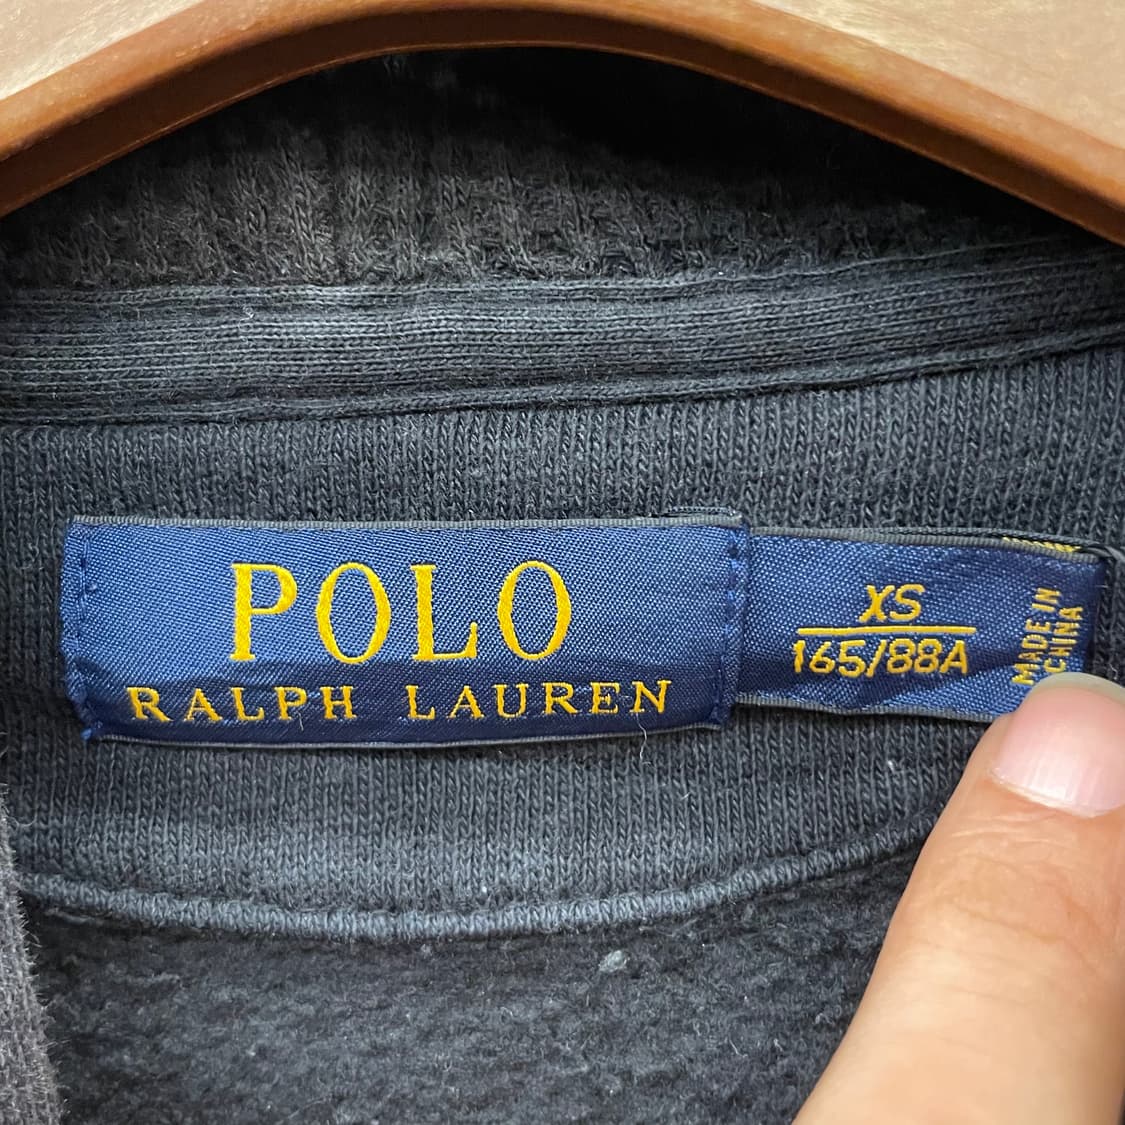 POLO
RALPH LAUREN
XS
165/88A
MADE IN
CHINA